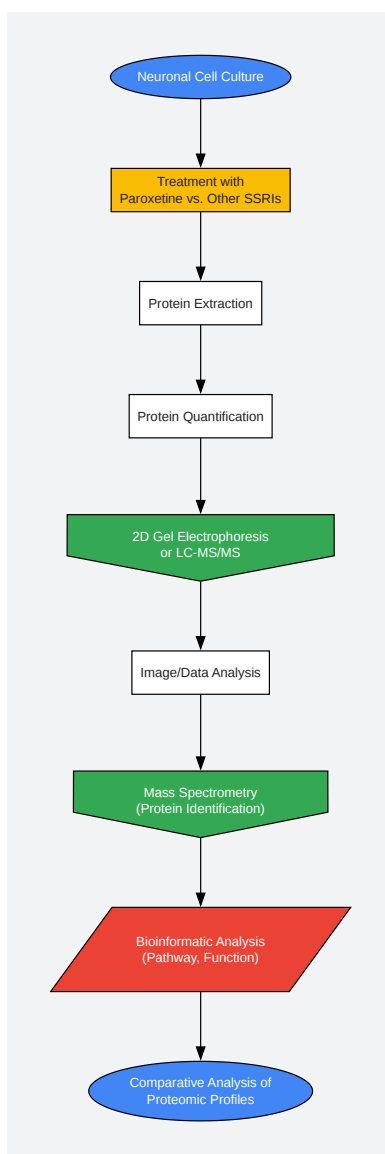 Neuronal Cell Culture
Treatment with
Paroxetine vs. Other SSRIs
Protein Extraction
Protein Quantification
2D Gel Electrophoresis
or LC-MS/MS
Image/Data Analysis
Mass Spectrometry
(Protein Identification)
Bioinformatic Analysis
(Pathway, Function)
Comparative Analysis of
Proteomic Profiles